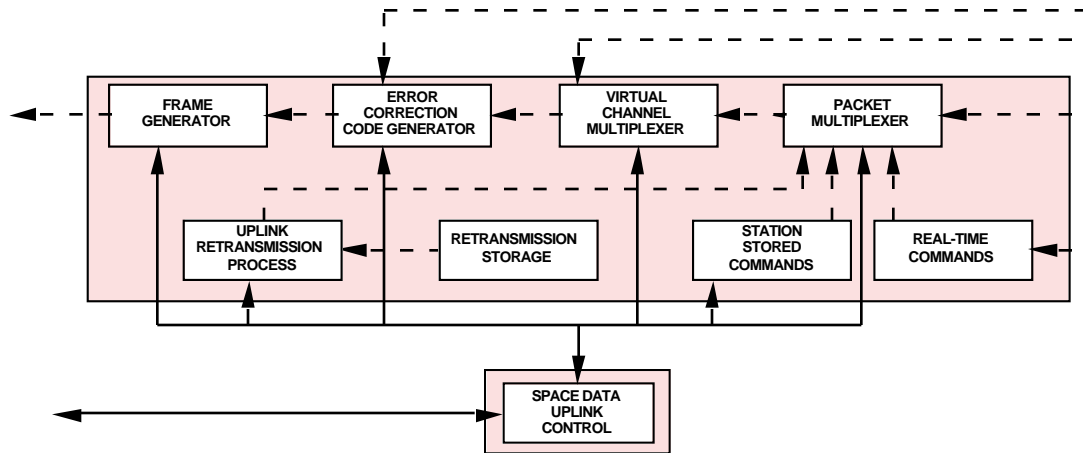 FRAME
GENERATOR
ERROR
CORRECTION
CODE GENERATOR
VIRTUAL
CHANNEL
MULTIPLEXER
PACKET
MULTIPLEXER
UPLINK
RETRANSMISSION
PROCESS
RETRANSMISSION
STORAGE
STATION
STORED
COMMANDS
REAL-TIME
COMMANDS
SPACE DATA
UPLINK
CONTROL